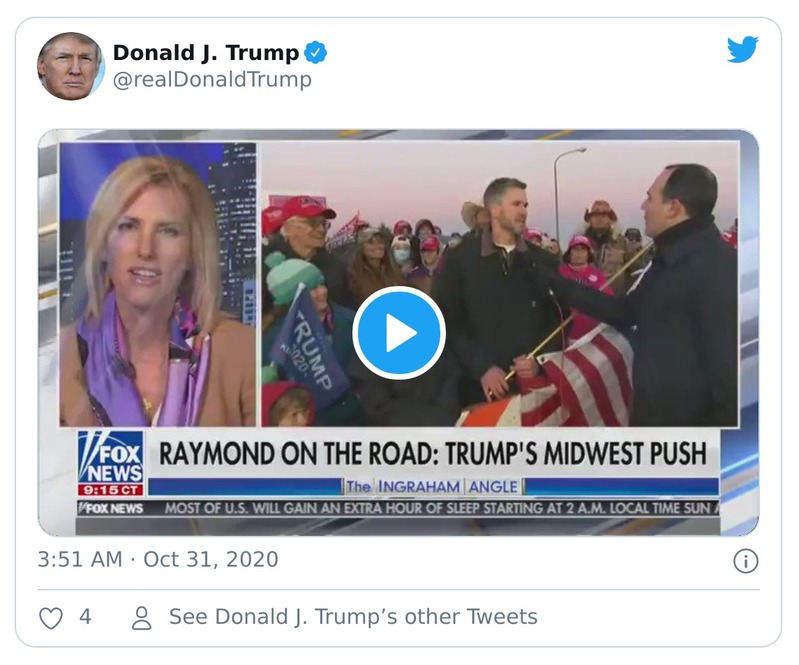 Donald J. Trump
@realDonaldTrump
TRUMP
2020
FOX
NEWS
9:15 CT
RAYMOND ON THE ROAD: TRUMP'S MIDWEST PUSH
The INGRAHAM ANGLE
FOX NEWS
MOST OF U.S. WILL GAIN AN EXTRA HOUR OF SLEEP STARTING AT 2 A.M. LOCAL TIME SUN
3:51 AM · Oct 31, 2020
4
See Donald J. Trump’s other Tweets